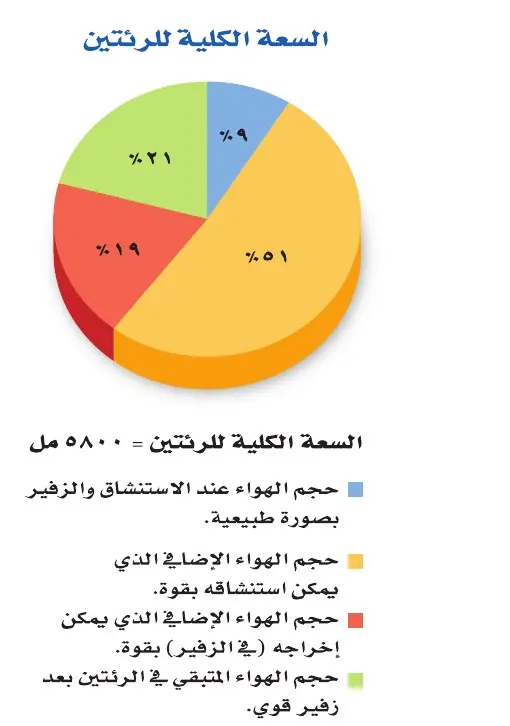 السعة الكلية للرئتين
٩٪
٢١٪
١٩٪
٥١٪
السعة الكلية للرئتين = ٥٨٠٠ مل
حجم الهواء عند الاستنشاق والزفير
بصورة طبيعية.
حجم الهواء الإضافي الذي
يمكن استنشاقه بقوة.
حجم الهواء الإضافي الذي يمكن
إخراجه (في الزفير) بقوة.
حجم الهواء المتبقي في الرئتين بعد
زفير قوي.